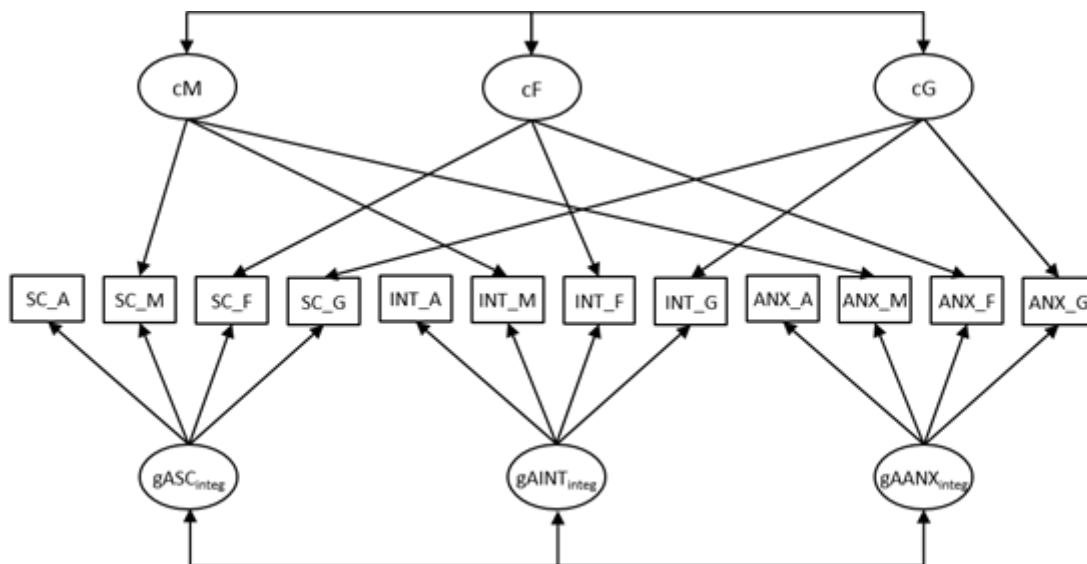 cM cF cG
SC_A SC_M SC_F SC_G INT_A INT_M INT_F INT_G ANX_A ANX_M ANX_F ANX_G
gASCinteg gAINTinteg gAANXinteg